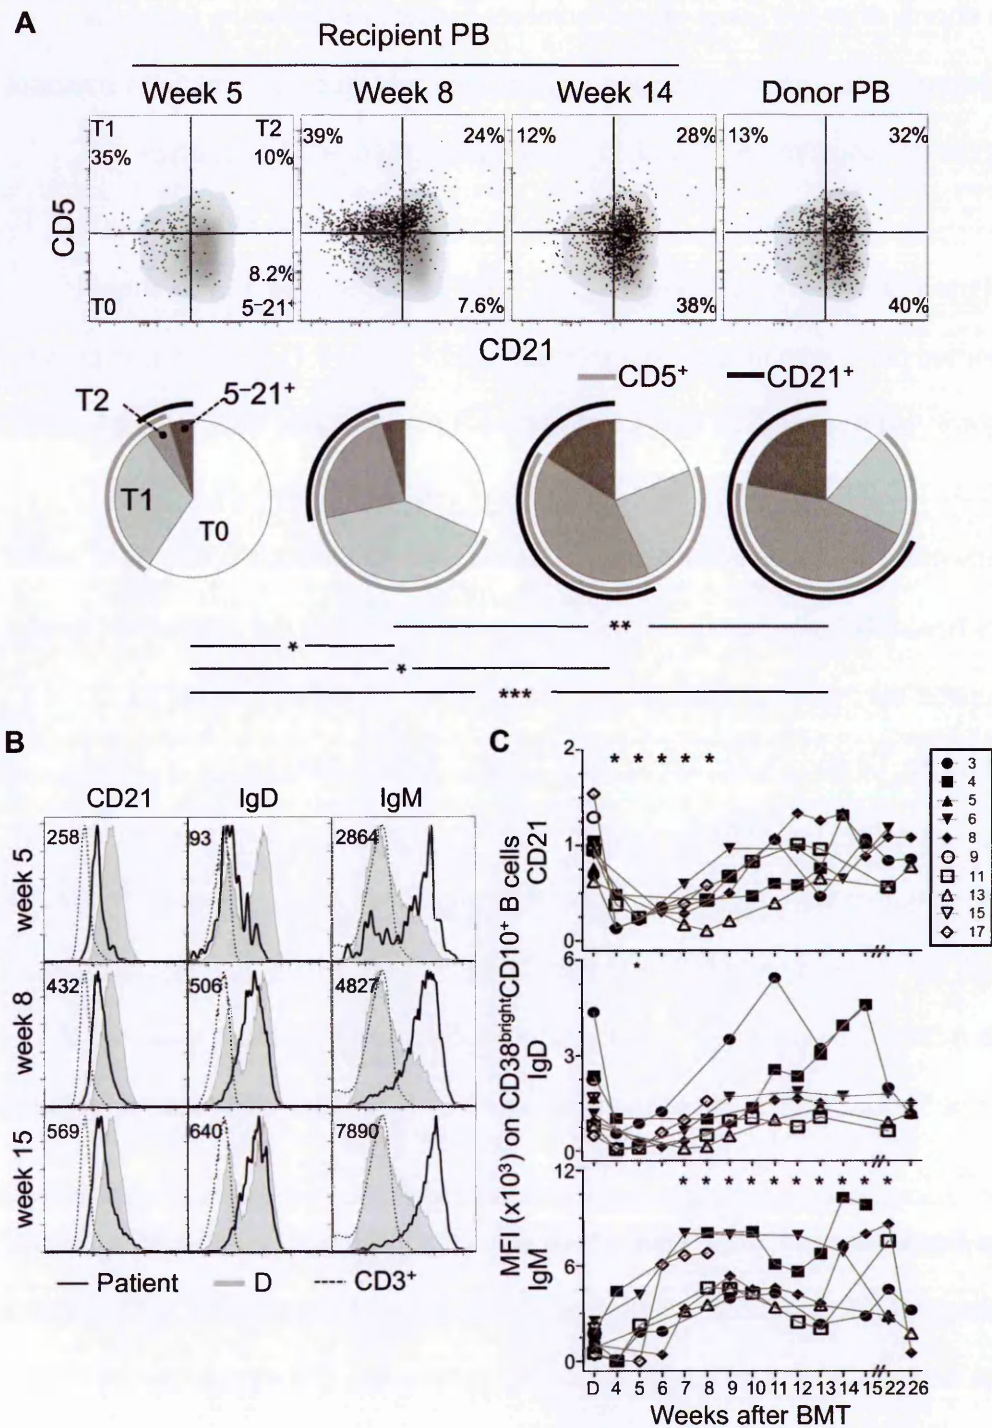 A
Recipient PB
Week 5 Week 8 Week 14 Donor PB
T1 T2 39% 24% 12% 28% 13% 32%
35% 10%
CD5
8.2%
T0 5⁻21⁺ 7.6% 38% 40%
CD21
CD5⁺ CD21⁺
T2 5⁻21⁺
T1
T0
**
*
*
***
B
CD21 IgD IgM
week 5
258 93 2864
week 8
432 506 4827
week 15
569 640 7890
Patient D CD3⁺
C
MFI (x10³) on CD38ᵇʳⁱᵍʰᵗCD10⁺ B cells
CD21
2
1
0
* * * * *
3
4
5
6
8
9
11
13
15
17
IgD
6
3
0
*
IgM
12
6
0
* * * * * * * * * *
D 4 5 6 7 8 9 10 11 12 13 14 15 22 26
Weeks after BMT